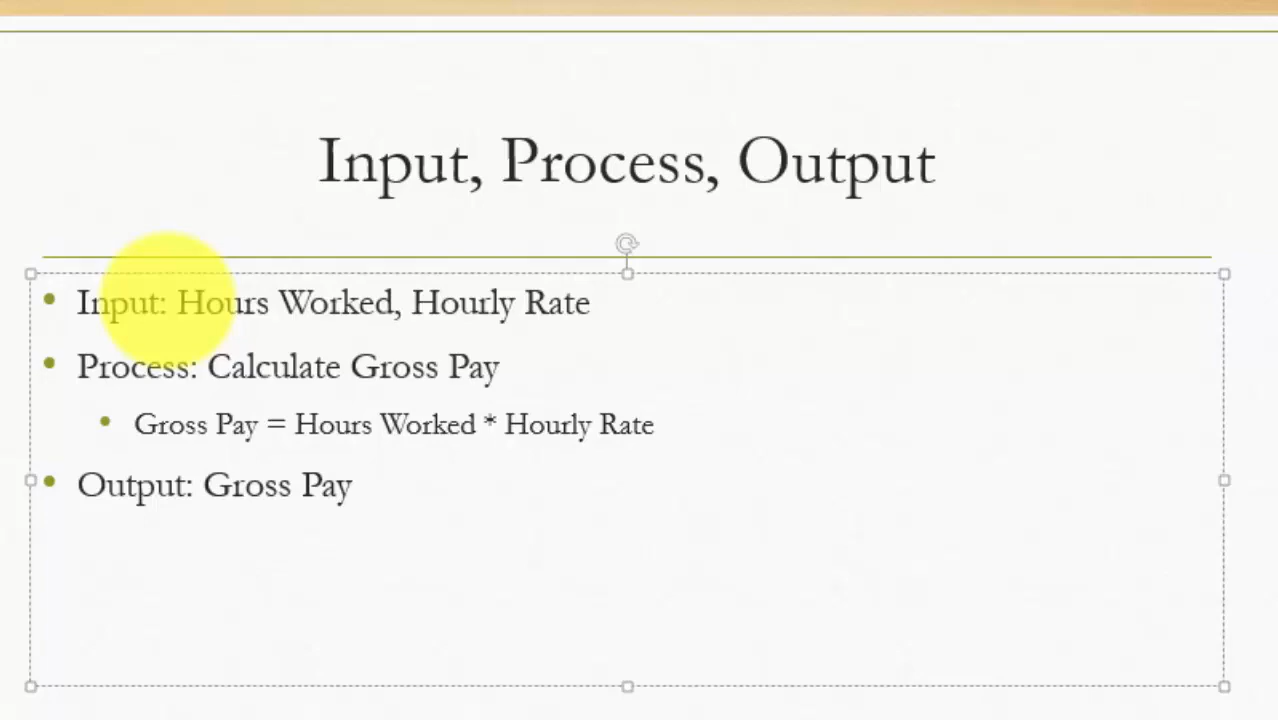 Input, Process, Output
• Input: Hours Worked, Hourly Rate
• Process: Calculate Gross Pay
• Gross Pay = Hours Worked * Hourly Rate
• Output: Gross Pay